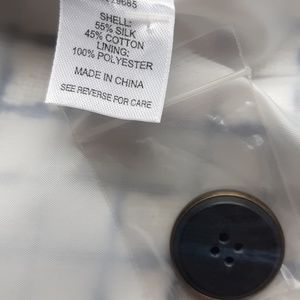 SHELL:
55% SILK
45% COTTON
LINING:
100% POLYESTER
MADE IN CHINA
SEE REVERSE FOR CARE